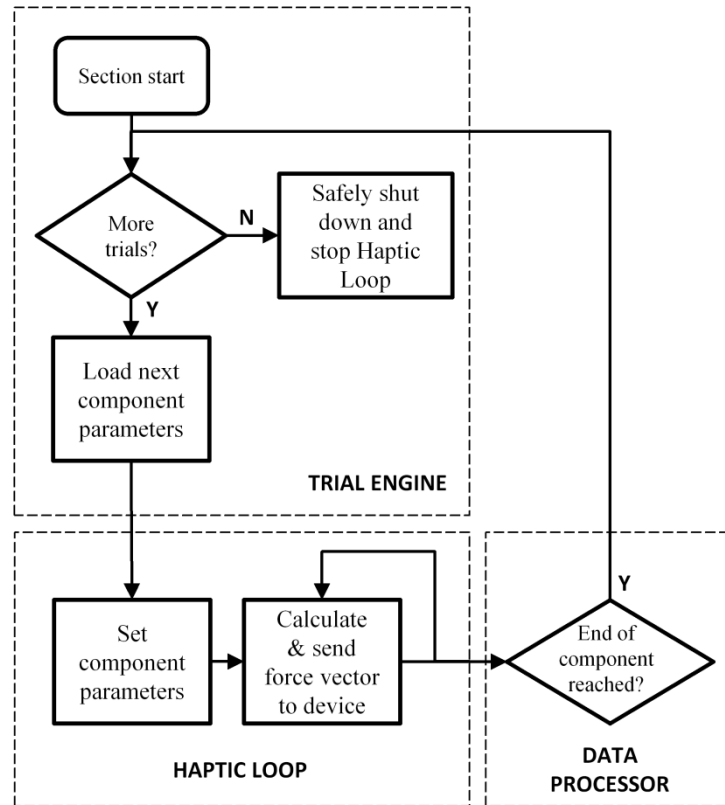 Section start
More
trials?
N
Safely shut
down and
stop Haptic
Loop
Y
Load next
component
parameters
TRIAL ENGINE
Set
component
parameters
Calculate
& send
force vector
to device
Y
End of
component
reached?
HAPTIC LOOP
DATA
PROCESSOR